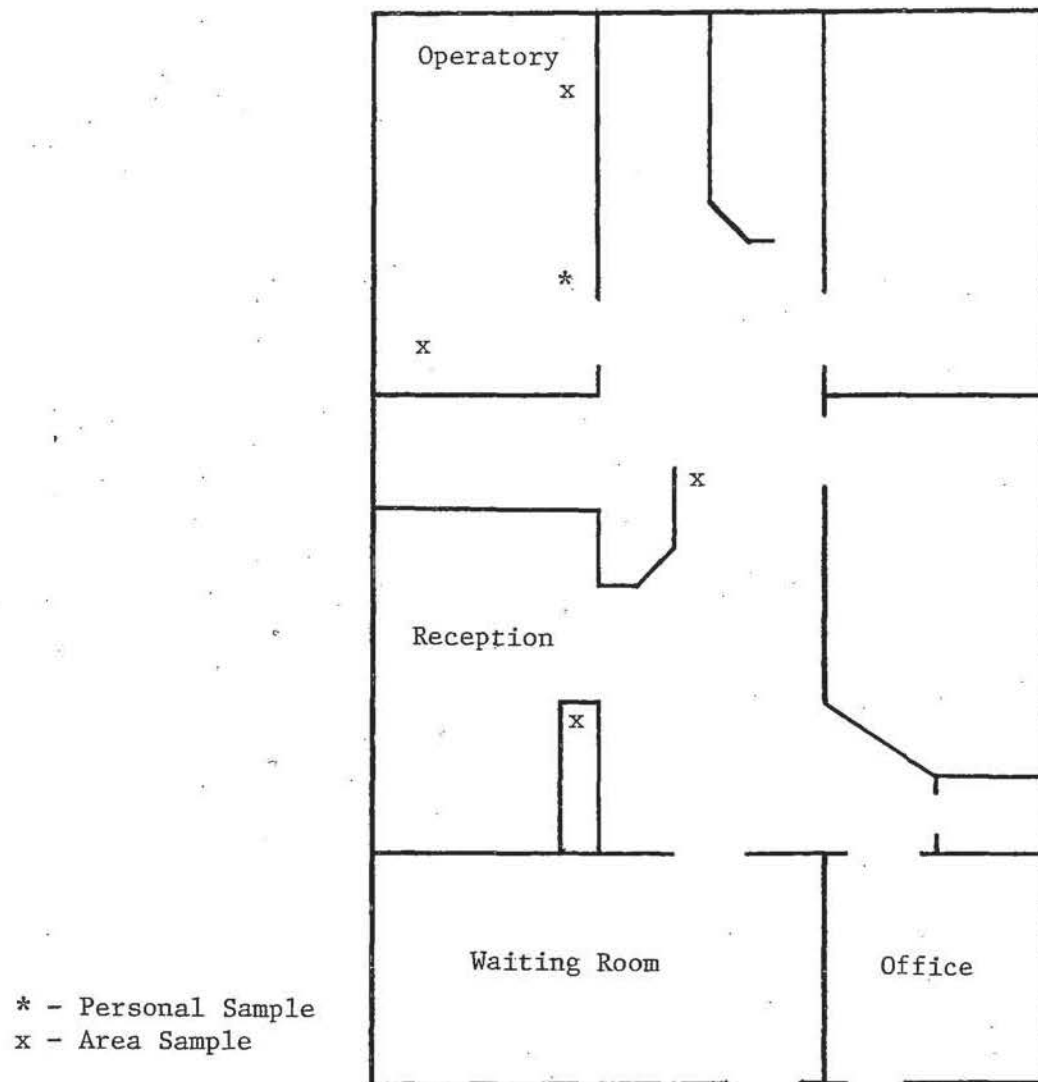 Operatory
x
*
x
x
Reception
x
Waiting Room
Office
* - Personal Sample
x - Area Sample